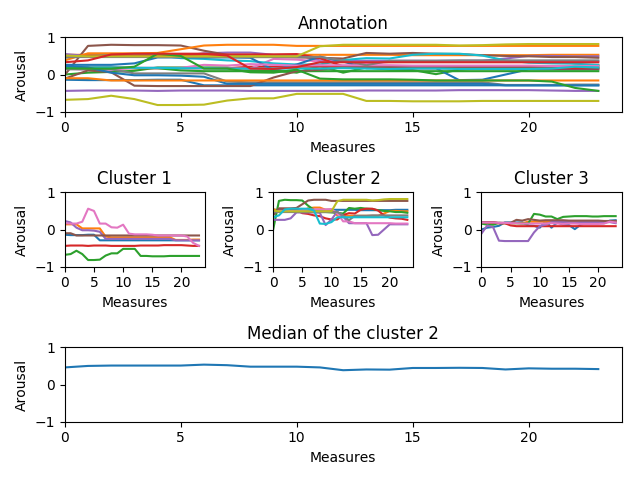 Annotation
1
0
-1
Arousal
0 5 10 15 20
Measures
Cluster 1 Cluster 2 Cluster 3
1 1 1
0 0 0
-1 -1 -1
Arousal Arousal Arousal
0 5 10 15 20 0 5 10 15 20 0 5 10 15 20
Measures Measures Measures
Median of the cluster 2
1
0
-1
Arousal
0 5 10 15 20
Measures